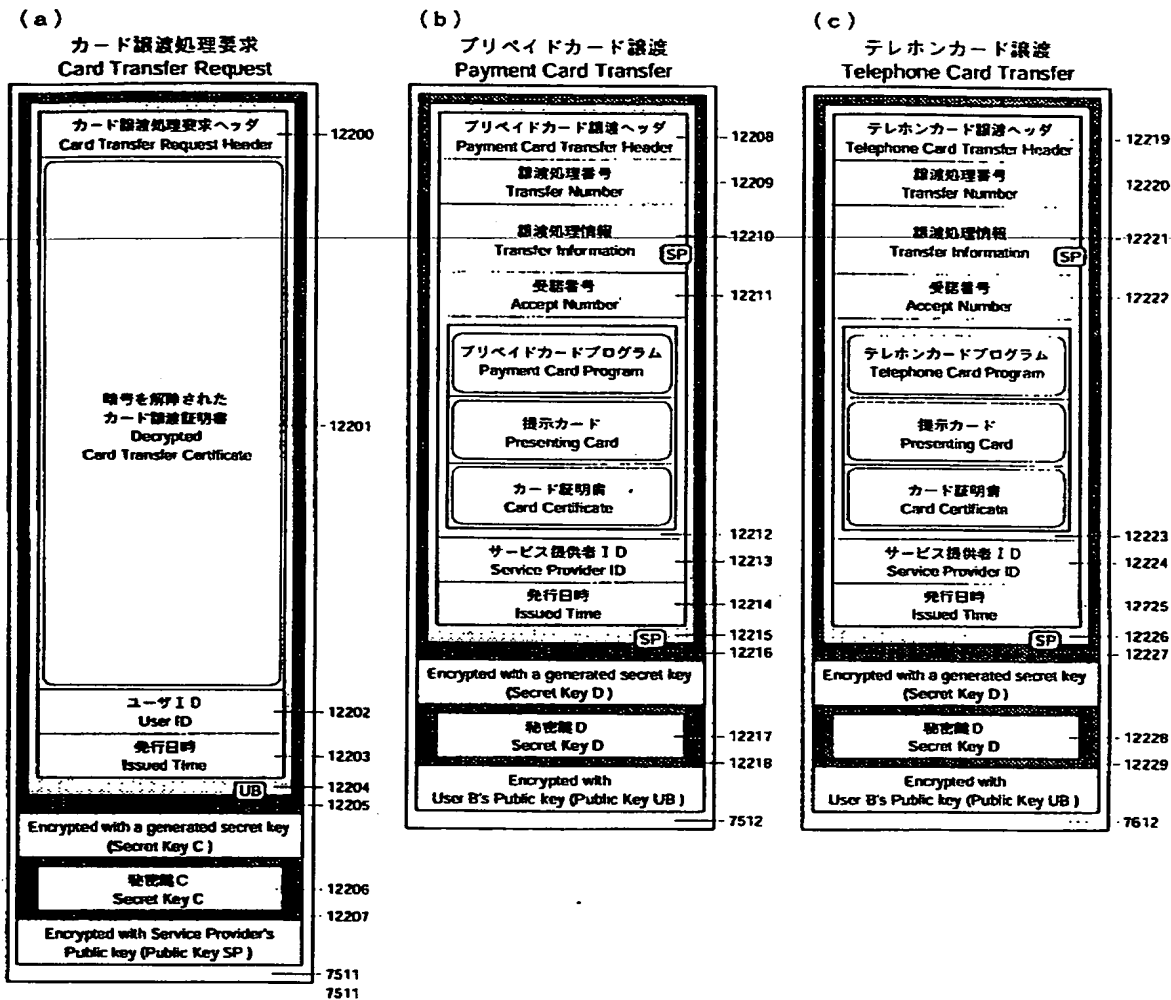 (a)
カード譲渡処理要求
Card Transfer Request
カード譲渡処理要求ヘッダ
Card Transfer Request Header
12200
暗号を解除された
カード譲渡証明書
Decrypted
Card Transfer Certificate
12201
ユーザID
User ID
12202
発行日時
Issued Time
12203
UB
12204
12205
Encrypted with a generated secret key
(Secret Key C)
秘密鍵C
Secret Key C
12206
12207
Encrypted with Service Provider's
Public key (Public Key SP)
7511
7511
(b)
プリペイドカード譲渡
Payment Card Transfer
プリペイドカード譲渡ヘッダ
Payment Card Transfer Header
12208
譲渡処理番号
Transfer Number
12209
譲渡処理情報
Transfer Information
12210
SP
受諾番号
Accept Number
12211
プリペイドカードプログラム
Payment Card Program
提示カード
Presenting Card
カード証明書
Card Certificate
12212
サービス提供者ID
Service Provider ID
12213
発行日時
Issued Time
12214
SP
12215
12216
Encrypted with a generated secret key
(Secret Key D)
秘密鍵D
Secret Key D
12217
12218
Encrypted with
User B's Public key (Public Key UB)
7512
(c)
テレホンカード譲渡
Telephone Card Transfer
テレホンカード譲渡ヘッダ
Telephone Card Transfer Header
12219
譲渡処理番号
Transfer Number
12220
譲渡処理情報
Transfer Information
12221
SP
受諾番号
Accept Number
12222
テレホンカードプログラム
Telephone Card Program
提示カード
Presenting Card
カード証明書
Card Certificate
12223
サービス提供者ID
Service Provider ID
12224
発行日時
Issued Time
12225
SP
12226
12227
Encrypted with a generated secret key
(Secret Key D)
秘密鍵D
Secret Key D
12228
12229
Encrypted with
User B's Public key (Public Key UB)
7612